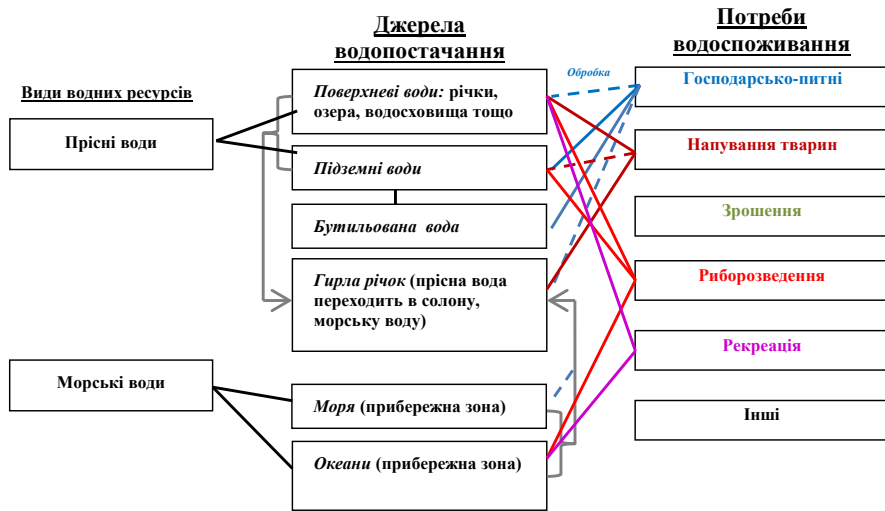 Джерела
водопостачання
Потреби
водоспоживання
Види водних ресурсів
Обробка
Прісні води
Поверхневі води: річки,
озера, водосховища тощо
Підземні води
Бутильована вода
Гирла річок (прісна вода
переходить в солону,
морську воду)
Морські води
Моря (прибережна зона)
Океани (прибережна зона)
Господарсько-питні
Напування тварин
Зрошення
Риборозведення
Рекреація
Інші